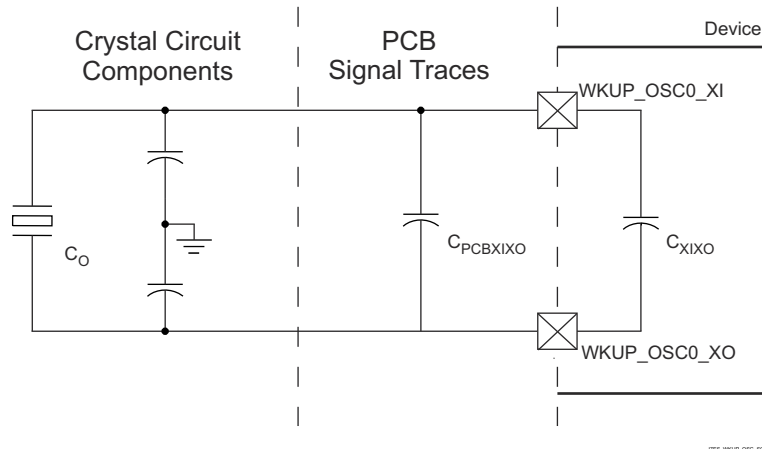 Crystal Circuit
Components
PCB
Signal Traces
Device
WKUP_OSC0_XI
CO
CPCBXIXO
CXIXO
WKUP_OSC0_XO